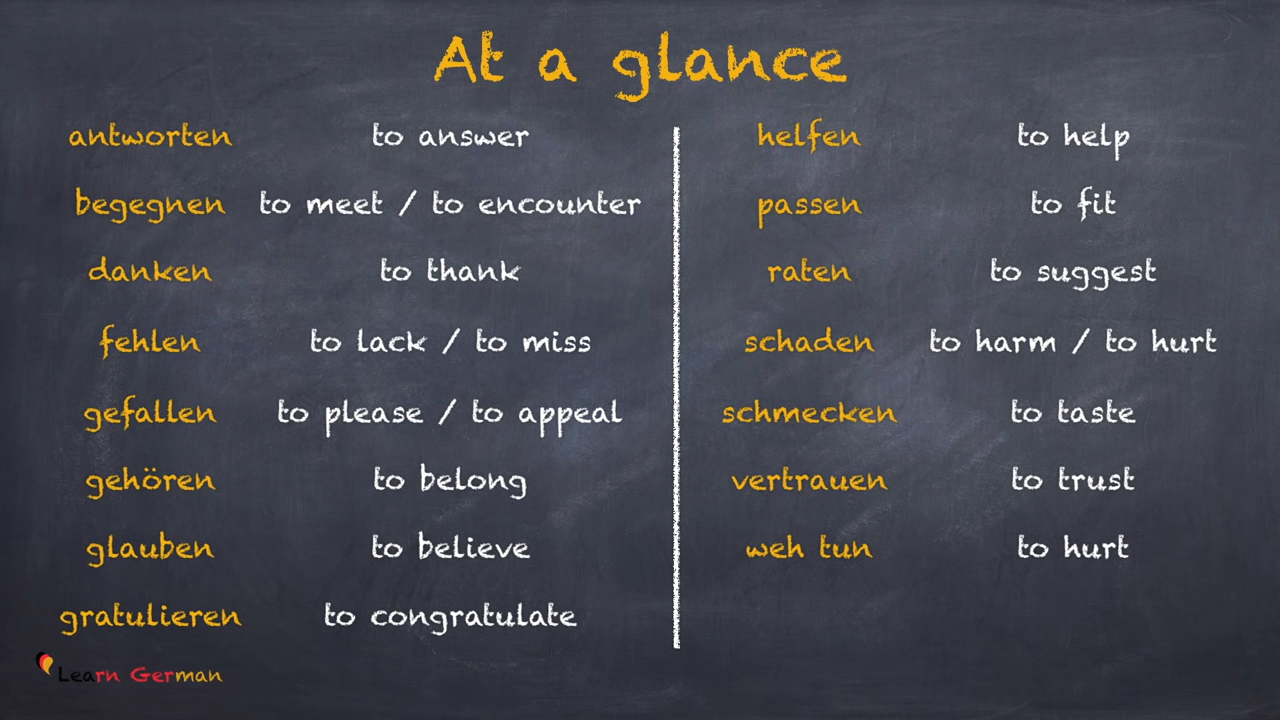 At a glance
antworten to answer
begegnen to meet / to encounter
danken to thank
fehlen to lack / to miss
gefallen to please / to appeal
gehören to belong
glauben to believe
gratulieren to congratulate
helfen to help
passen to fit
raten to suggest
schaden to harm / to hurt
schmecken to taste
vertrauen to trust
weh tun to hurt
Learn German